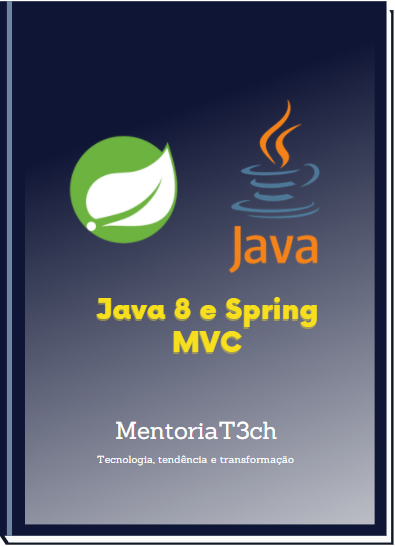 Java
Java 8 e Spring
MVC
MentoriaT3ch
Tecnologia, tendência e transformação